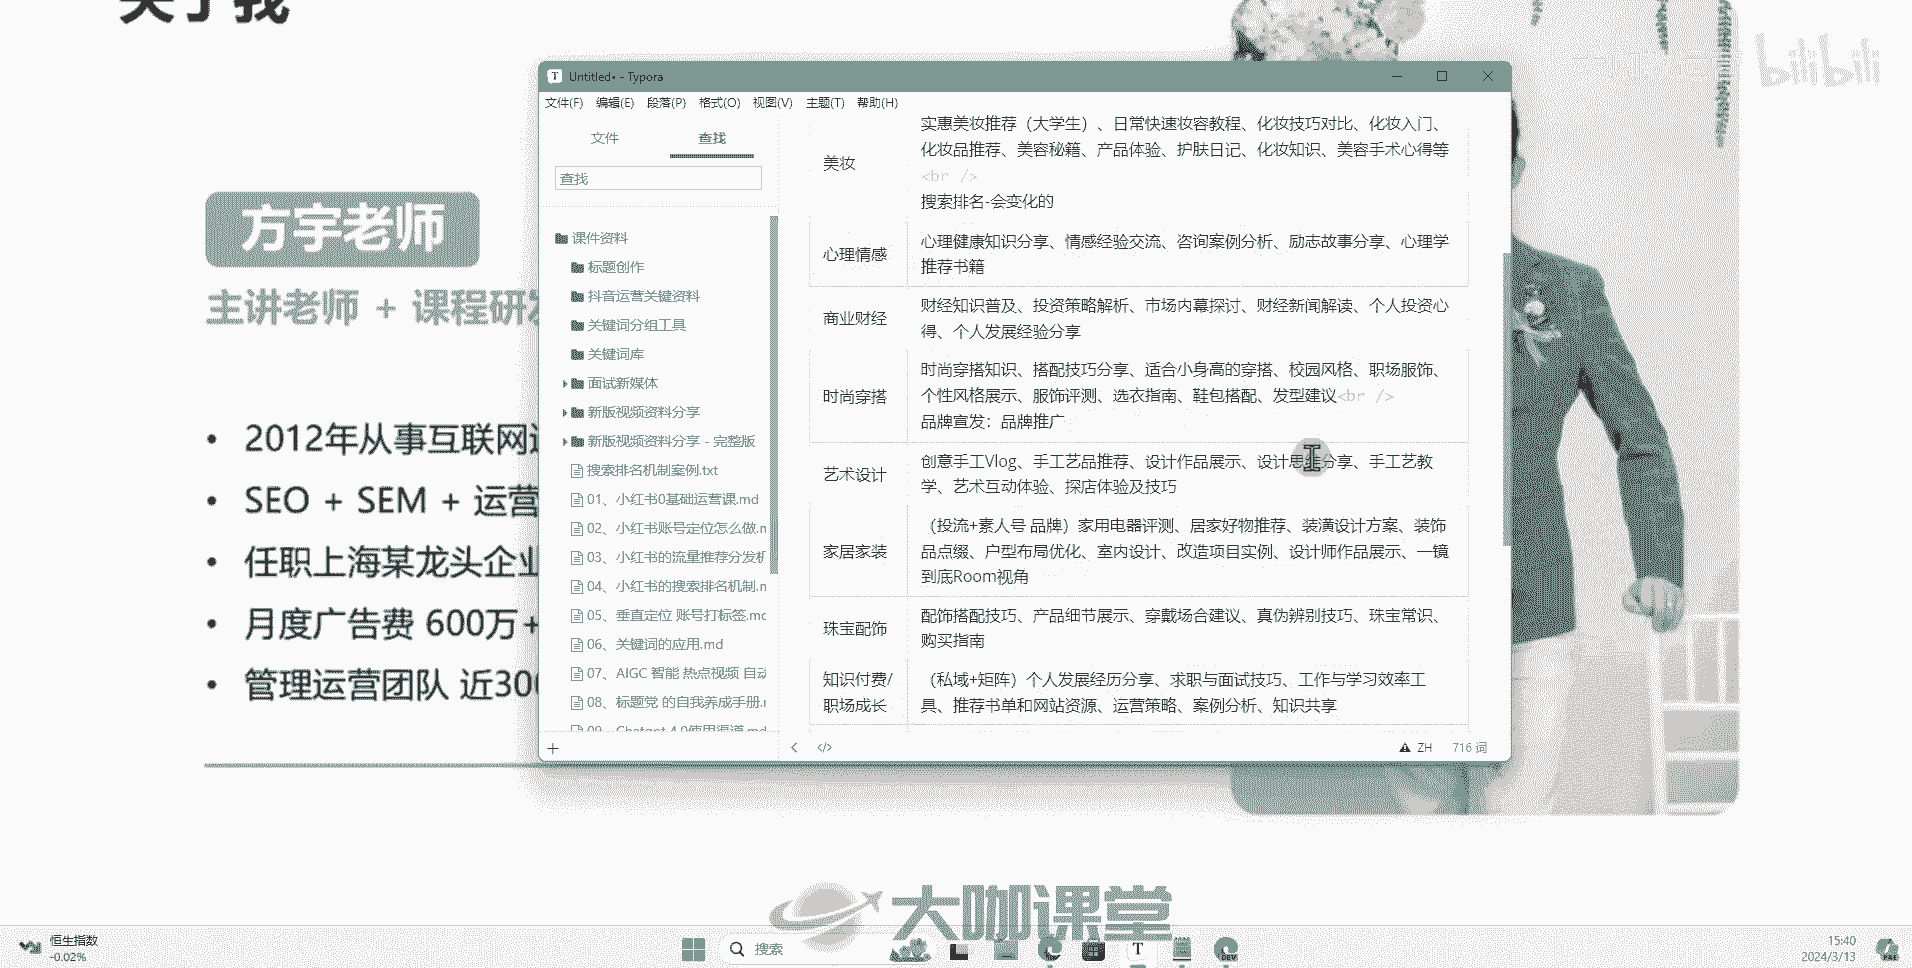 关于我
bilibili
方宇老师
主讲老师 + 课程研发
• 2012年从事互联网运
• SEO + SEM + 运营
• 任职上海某龙头企业
• 月度广告费 600万+
• 管理运营团队 近300
Untitled• - Typora
文件(F) 编辑(E) 段落(P) 格式(O) 视图(V) 主题(T) 帮助(H)
文件 查找
查找
课件资料
标题创作
抖音运营关键资料
关键词分组工具
关键词库
面试新媒体
新版视频资料分享
新版视频资料分享 - 完整版
搜索排名机制案例.txt
01、小红书0基础运营课.md
02、小红书账号定位怎么做.m
03、小红书的流量推荐分发机
04、小红书的搜索排名机制.m
05、垂直定位 账号打标签.mc
06、关键词的应用.md
07、AIGC 智能 热点视频 自动
08、标题党 的自我养成手册.r
09、Chatgpt 4.0使用渠道.md
美妆
实惠美妆推荐（大学生）、日常快速妆容教程、化妆技巧对比、化妆入门、
化妆品推荐、美容秘籍、产品体验、护肤日记、化妆知识、美容手术心得等
<br />
搜索排名-会变化的
心理情感
心理健康知识分享、情感经验交流、咨询案例分析、励志故事分享、心理学
推荐书籍
商业财经
财经知识普及、投资策略解析、市场内幕探讨、财经新闻解读、个人投资心
得、个人发展经验分享
时尚穿搭
时尚穿搭知识、搭配技巧分享、适合小身高的穿搭、校园风格、职场服饰、
个性风格展示、服饰评测、选衣指南、鞋包搭配、发型建议<br />
品牌宣发：品牌推广
艺术设计
创意手工Vlog、手工艺品推荐、设计作品展示、设计思维分享、手工艺教
学、艺术互动体验、探店体验及技巧
家居家装
（投流+素人号 品牌）家用电器评测、居家好物推荐、装潢设计方案、装饰
品点缀、户型布局优化、室内设计、改造项目实例、设计师作品展示、一镜
到底Room视角
珠宝配饰
配饰搭配技巧、产品细节展示、穿戴场合建议、真伪辨别技巧、珠宝常识、
购买指南
知识付费/
职场成长
（私域+矩阵）个人发展经历分享、求职与面试技巧、工作与学习效率工
具、推荐书单和网站资源、运营策略、案例分析、知识共享
ZH 716 词
大咖课堂
恒生指数
-0.02%
搜索
T
DEV
15:40
2024/3/13
PRE